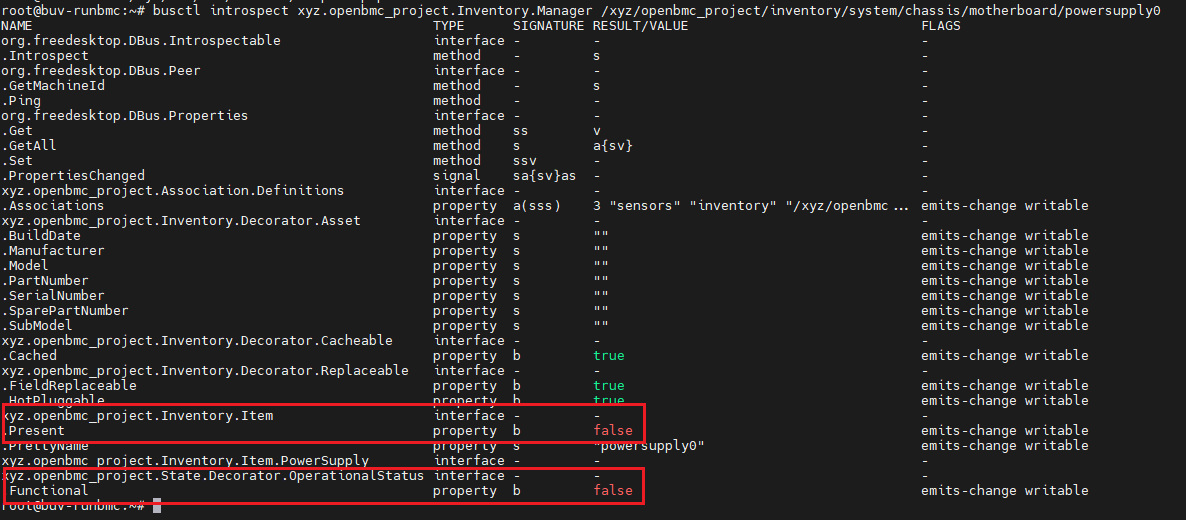 root@buv-runbmc:~# busctl introspect xyz.openbmc_project.Inventory.Manager /xyz/openbmc_project/inventory/system/chassis/motherboard/powersupply0
NAME TYPE SIGNATURE RESULT/VALUE FLAGS
org.freedesktop.DBus.Introspectable interface - - -
.Introspect method - s -
org.freedesktop.DBus.Peer interface - - -
.GetMachineId method - s -
.Ping method - - -
org.freedesktop.DBus.Properties interface - - -
.Get method ss v -
.GetAll method s a{sv} -
.Set method ssv - -
.PropertiesChanged signal sa{sv}as - -
xyz.openbmc_project.Association.Definitions interface - - -
.Associations property a(sss) 3 "sensors" "inventory" "/xyz/openbmc... emits-change writable
xyz.openbmc_project.Inventory.Decorator.Asset interface - - -
.BuildDate property s "" emits-change writable
.Manufacturer property s "" emits-change writable
.Model property s "" emits-change writable
.PartNumber property s "" emits-change writable
.SerialNumber property s "" emits-change writable
.SparePartNumber property s "" emits-change writable
.SubModel property s "" emits-change writable
xyz.openbmc_project.Inventory.Decorator.Cacheable interface - - -
.Cached property b true emits-change writable
xyz.openbmc_project.Inventory.Decorator.Replaceable interface - - -
.FieldReplaceable property b true emits-change writable
.HotPluggable property b true emits-change writable
xyz.openbmc_project.Inventory.Item interface - - -
.Present property b false emits-change writable
.PrettyName property s "powersupply0" emits-change writable
xyz.openbmc_project.Inventory.Item.PowerSupply interface - - -
xyz.openbmc_project.State.Decorator.OperationalStatus interface - - -
.Functional property b false emits-change writable
root@buv-runbmc:~#